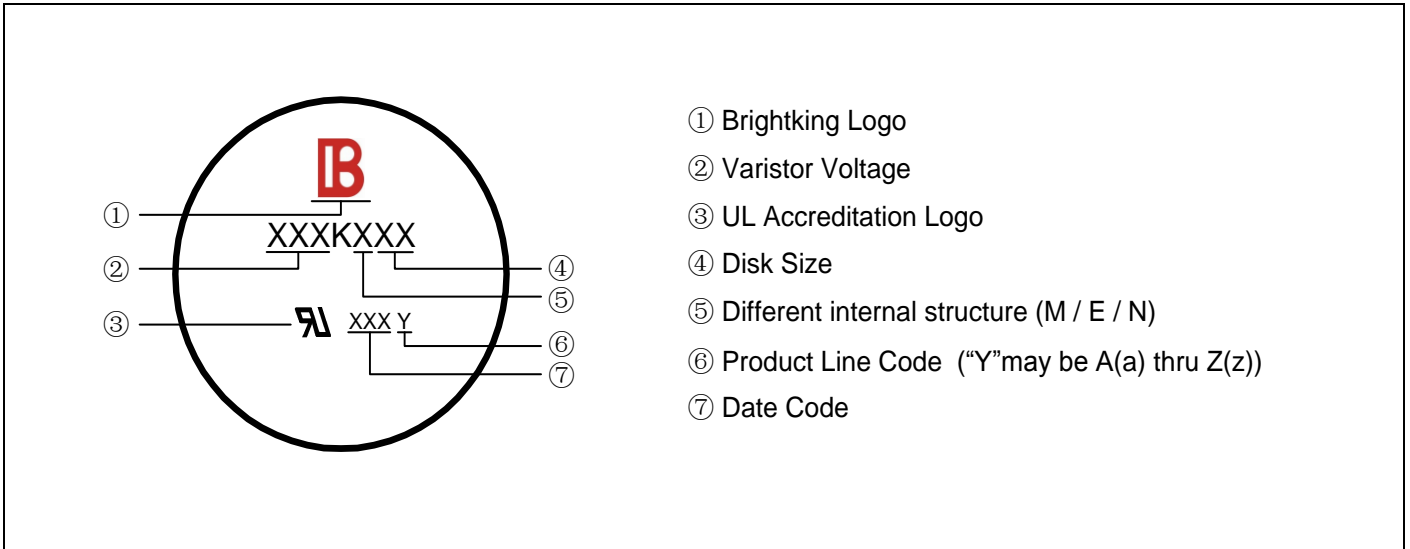 B
XXXKXXX
XXX Y
①
②
③
④
⑤
⑥
⑦
① Brightking Logo
② Varistor Voltage
③ UL Accreditation Logo
④ Disk Size
⑤ Different internal structure (M / E / N)
⑥ Product Line Code (“Y”may be A(a) thru Z(z))
⑦ Date Code